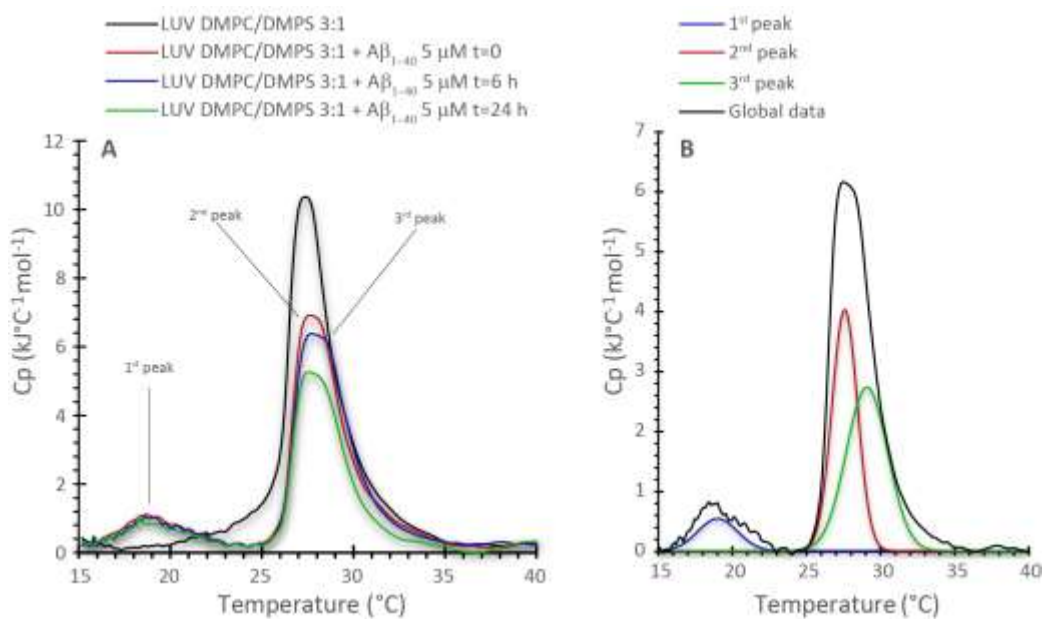 LUV DMPC/DMPS 3:1
LUV DMPC/DMPS 3:1 + Aβ₁₋₄₀ 5 μM t=0
LUV DMPC/DMPS 3:1 + Aβ₁₋₄₀ 5 μM t=6 h
LUV DMPC/DMPS 3:1 + Aβ₁₋₄₀ 5 μM t=24 h
A
12
10
8
6
4
2
0
Cp (kJ°C⁻¹mol⁻¹)
1st peak
2nd peak
3rd peak
15 20 25 30 35 40
Temperature (°C)
1st peak
2nd peak
3rd peak
Global data
B
7
6
5
4
3
2
1
0
Cp (kJ°C⁻¹mol⁻¹)
15 20 25 30 35 40
Temperature (°C)